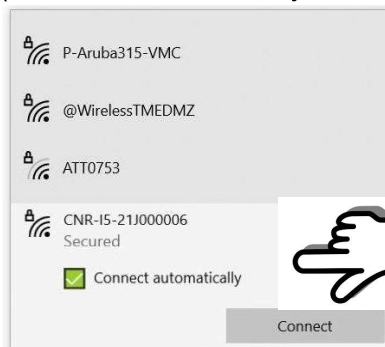 P-Aruba315-VMC
@WirelessTMEDMZ
ATT0753
CNR-I5-21J000006
Secured
Connect automatically
Connect